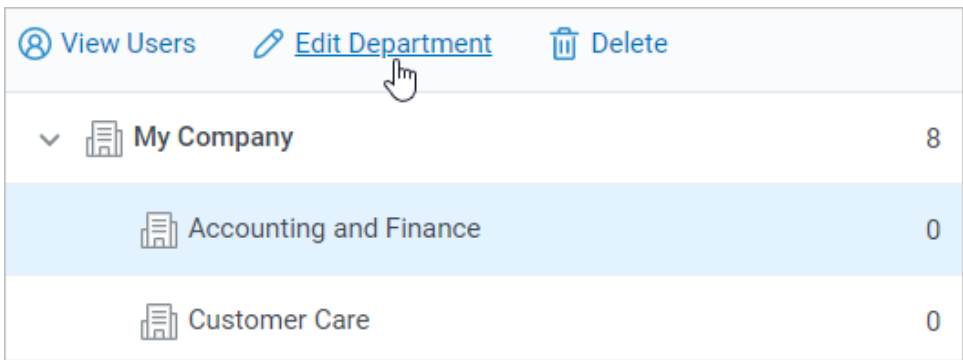 View Users Edit Department Delete
My Company 8
Accounting and Finance 0
Customer Care 0